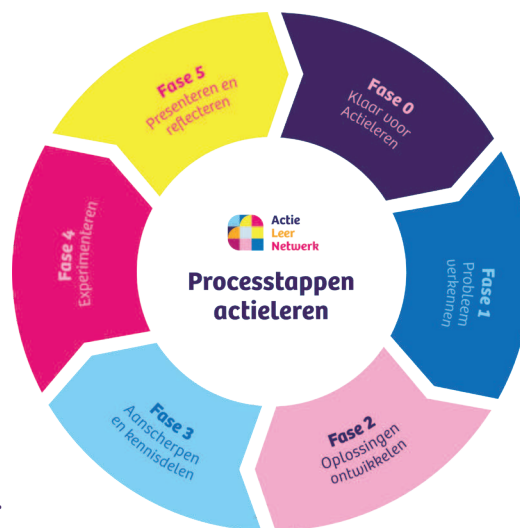 Actie
Leer
Netwerk
Processtappen
actieleren
Fase 0
Klaar voor
Actieleren
Fase 1
Probleem
verkennen
Fase 2
Oplossingen
ontwikkelen
Fase 3
Aanscherpen
en kennisdelen
Fase 4
Experimenteren
Fase 5
Presenteren en
reflecteren